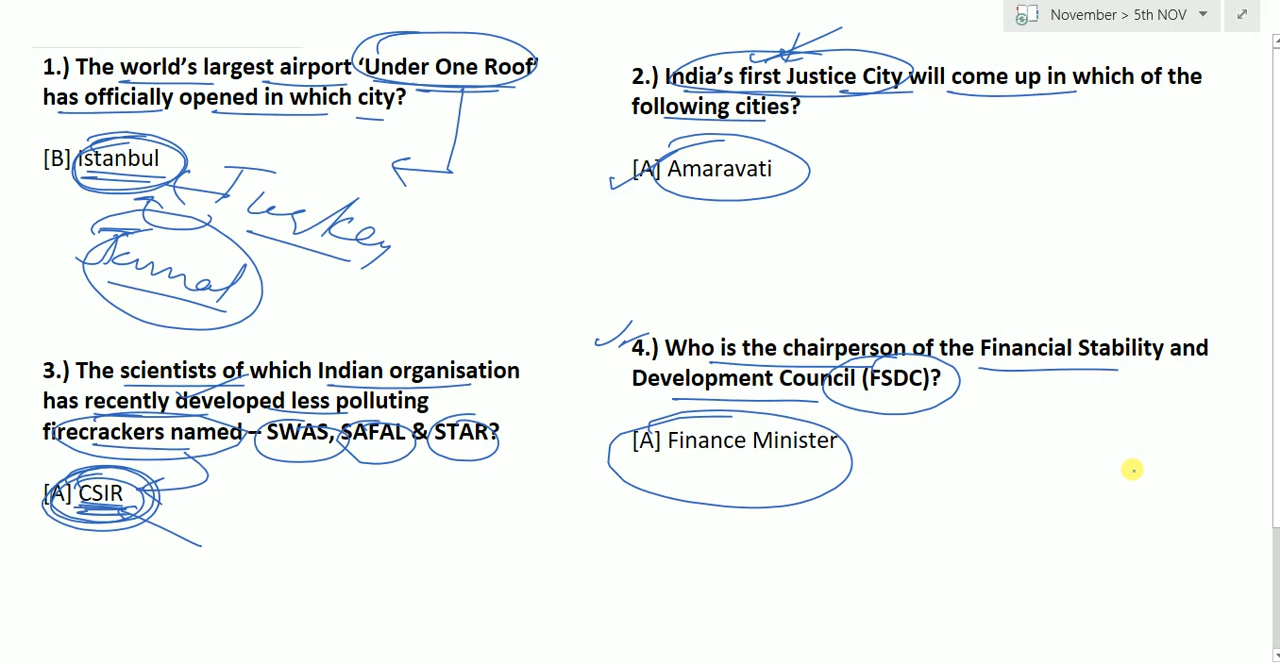 November > 5th NOV
1.) The world's largest airport 'Under One Roof'
has officially opened in which city?
[B] Istanbul
Turkey
2.) India's first Justice City will come up in which of the
following cities?
[A] Amaravati
3.) The scientists of which Indian organisation
has recently developed less polluting
firecrackers named – SWAS, SAFAL & STAR?
[A] CSIR
4.) Who is the chairperson of the Financial Stability and
Development Council (FSDC)?
[A] Finance Minister